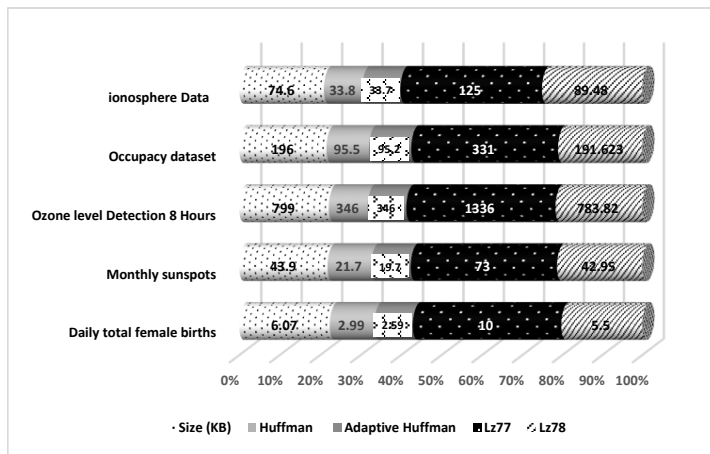 ionosphere Data 74.6 33.8 33.7 125 89.48
Occupancy dataset 196 95.5 95.2 331 191.623
Ozone level Detection 8 Hours 799 346 346 1336 783.82
Monthly sunspots 43.9 21.7 19.7 73 42.95
Daily total female births 6.07 2.99 2.59 10 5.5
0% 10% 20% 30% 40% 50% 60% 70% 80% 90% 100%
Size (KB) Huffman Adaptive Huffman Lz77 Lz78